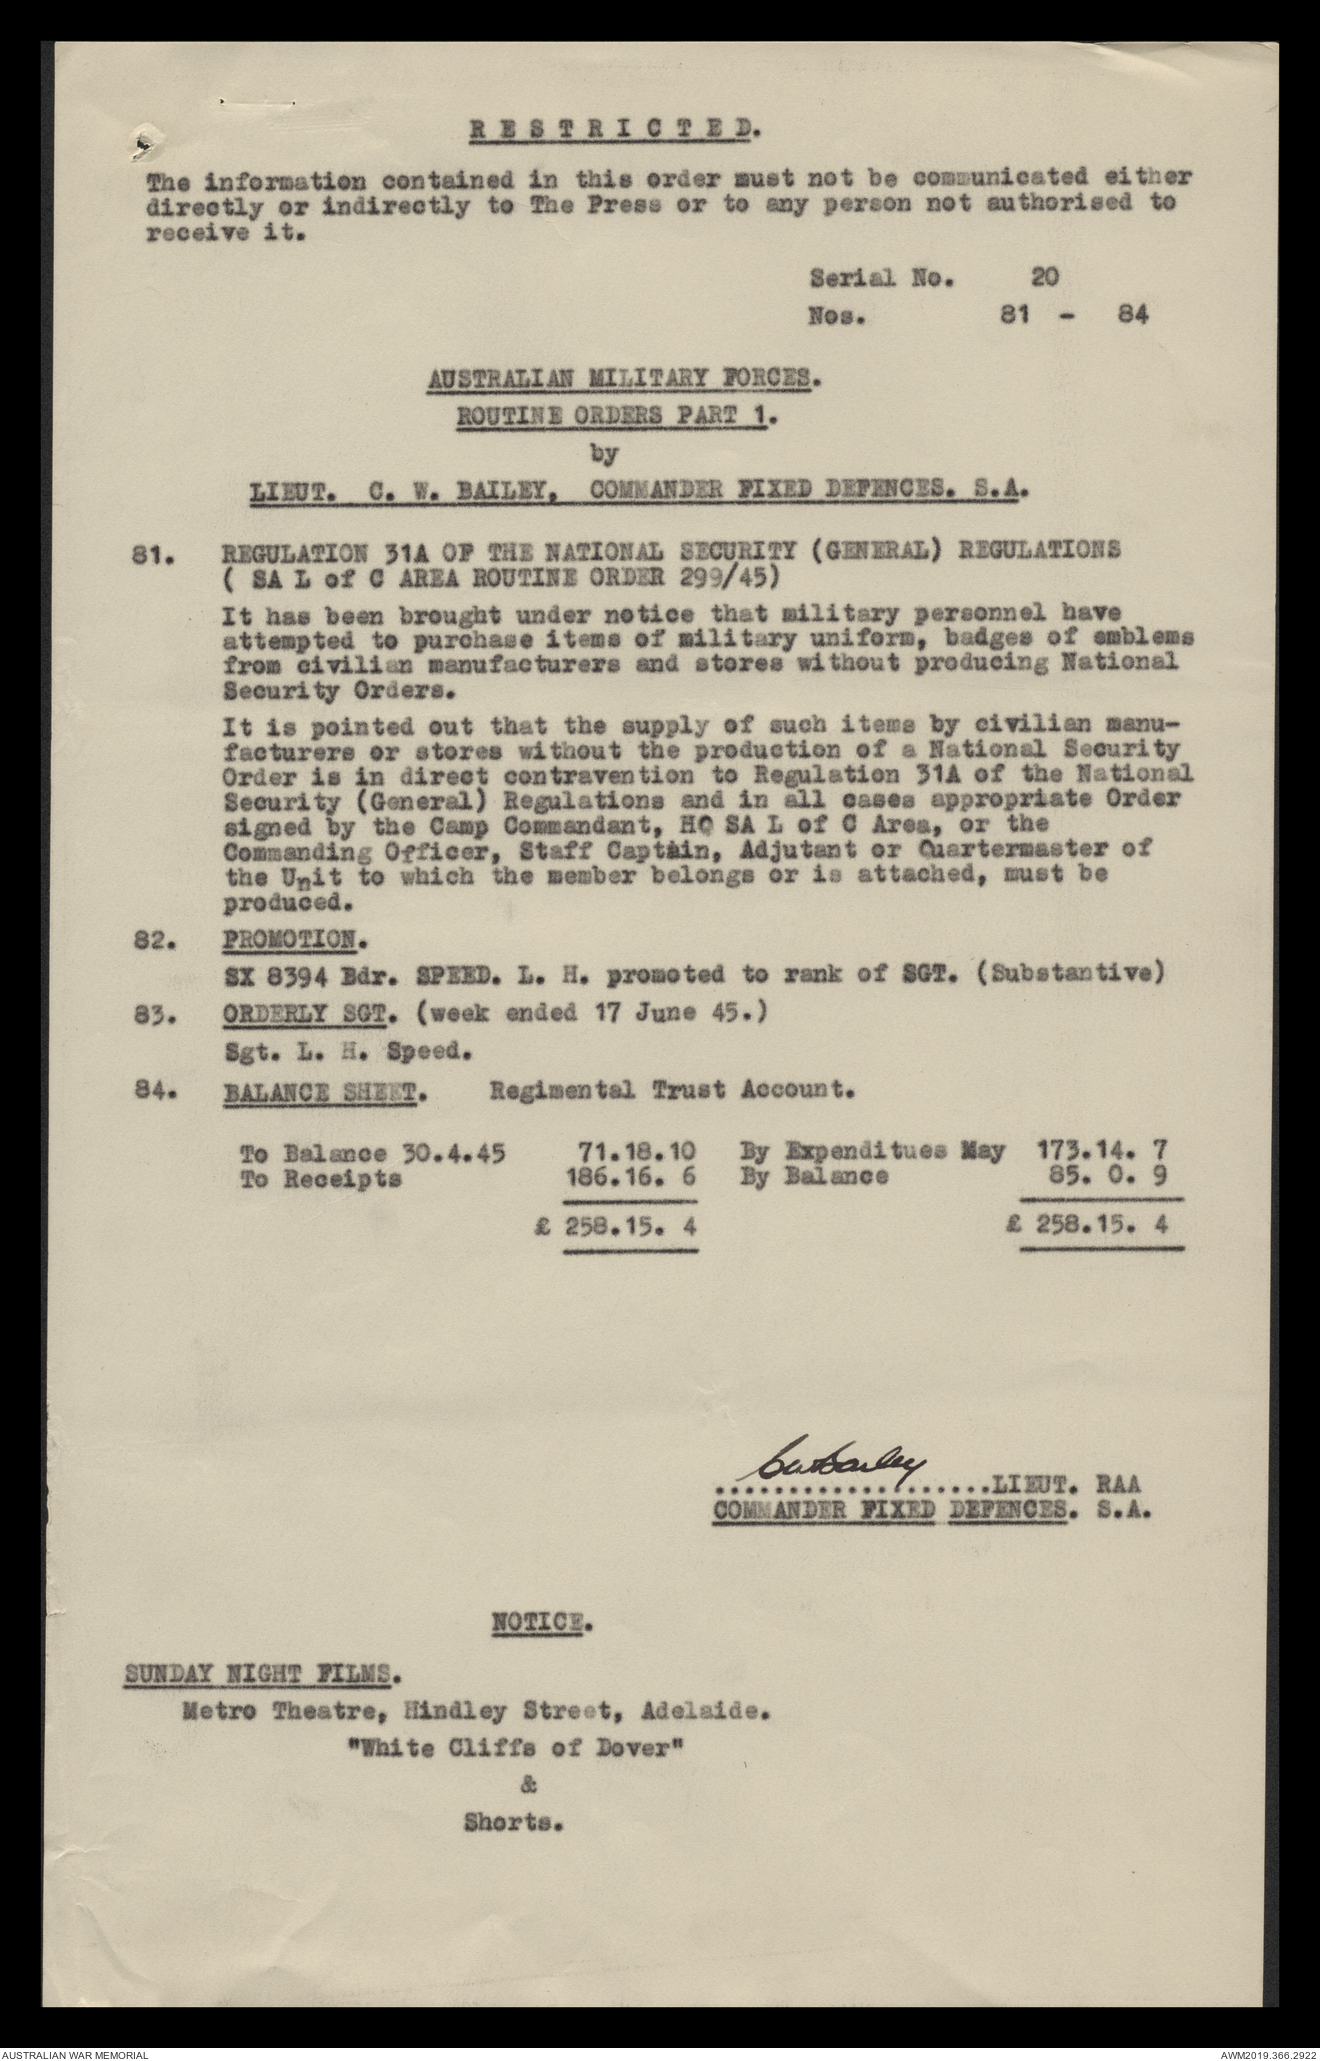 R E S T R I C T E D.
The information contained in this order must not be communicated either
directly or indirectly to The Press or to any person not authorised to
receive it.
Serial No. 20
Nos. 81 - 84
AUSTRALIAN MILITARY FORCES.
ROUTINE ORDERS PART 1.
by
LIEUT. C. W. BAILEY, COMMANDER FIXED DEFENCES. S.A.
81. REGULATION 31A OF THE NATIONAL SECURITY (GENERAL) REGULATIONS
( SA L of C AREA ROUTINE ORDER 299/45)
It has been brought under notice that military personnel have
attempted to purchase items of military uniform, badges of emblems
from civilian manufacturers and stores without producing National
Security Orders.
It is pointed out that the supply of such items by civilian manu-
facturers or stores without the production of a National Security
Order is in direct contravention to Regulation 31A of the National
Security (General) Regulations and in all cases appropriate Order
signed by the Camp Commandant, HQ SA L of C Area, or the
Commanding Officer, Staff Captain, Adjutant or Quartermaster of
the Unit to which the member belongs or is attached, must be
produced.
82. PROMOTION.
SX 8394 Bdr. SPEED. L. H. promoted to rank of SGT. (Substantive)
83. ORDERLY SGT. (week ended 17 June 45.)
Sgt. L. H. Speed.
84. BALANCE SHEET. Regimental Trust Account.
To Balance 30.4.45 71.18.10 By Expenditues May 173.14. 7
To Receipts 186.16. 6 By Balance 85. 0. 9
£ 258.15. 4 £ 258.15. 4
CWBailey
...................LIEUT. RAA
COMMANDER FIXED DEFENCES. S.A.
NOTICE.
SUNDAY NIGHT FILMS.
Metro Theatre, Hindley Street, Adelaide.
"White Cliffs of Dover"
&
Shorts.
AUSTRALIAN WAR MEMORIAL AWM2019.366.2922